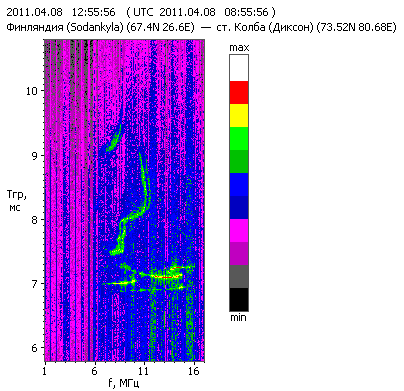 2011.04.08 12:55:56 ( UTC 2011.04.08 08:55:56 )
Финляндия (Sodankyla) (67.4N 26.6E) — ст. Колба (Диксон) (73.52N 80.68E)
max
10
9
Тгр,
мс
8
7
6
min
1 6 11 16
f, МГц